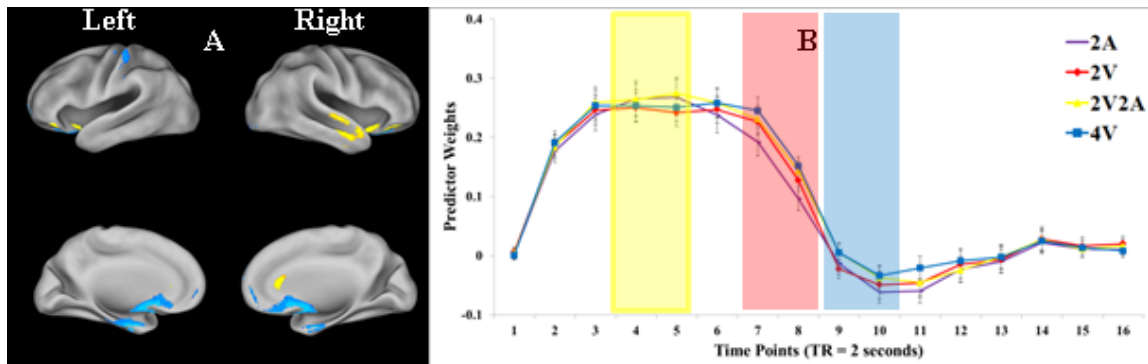 Left
Right
A
B
2A
2V
2V2A
4V
Predictor Weights
0.4
0.3
0.2
0.1
0
-0.1
1 2 3 4 5 6 7 8 9 10 11 12 13 14 15 16
Time Points (TR = 2 seconds)